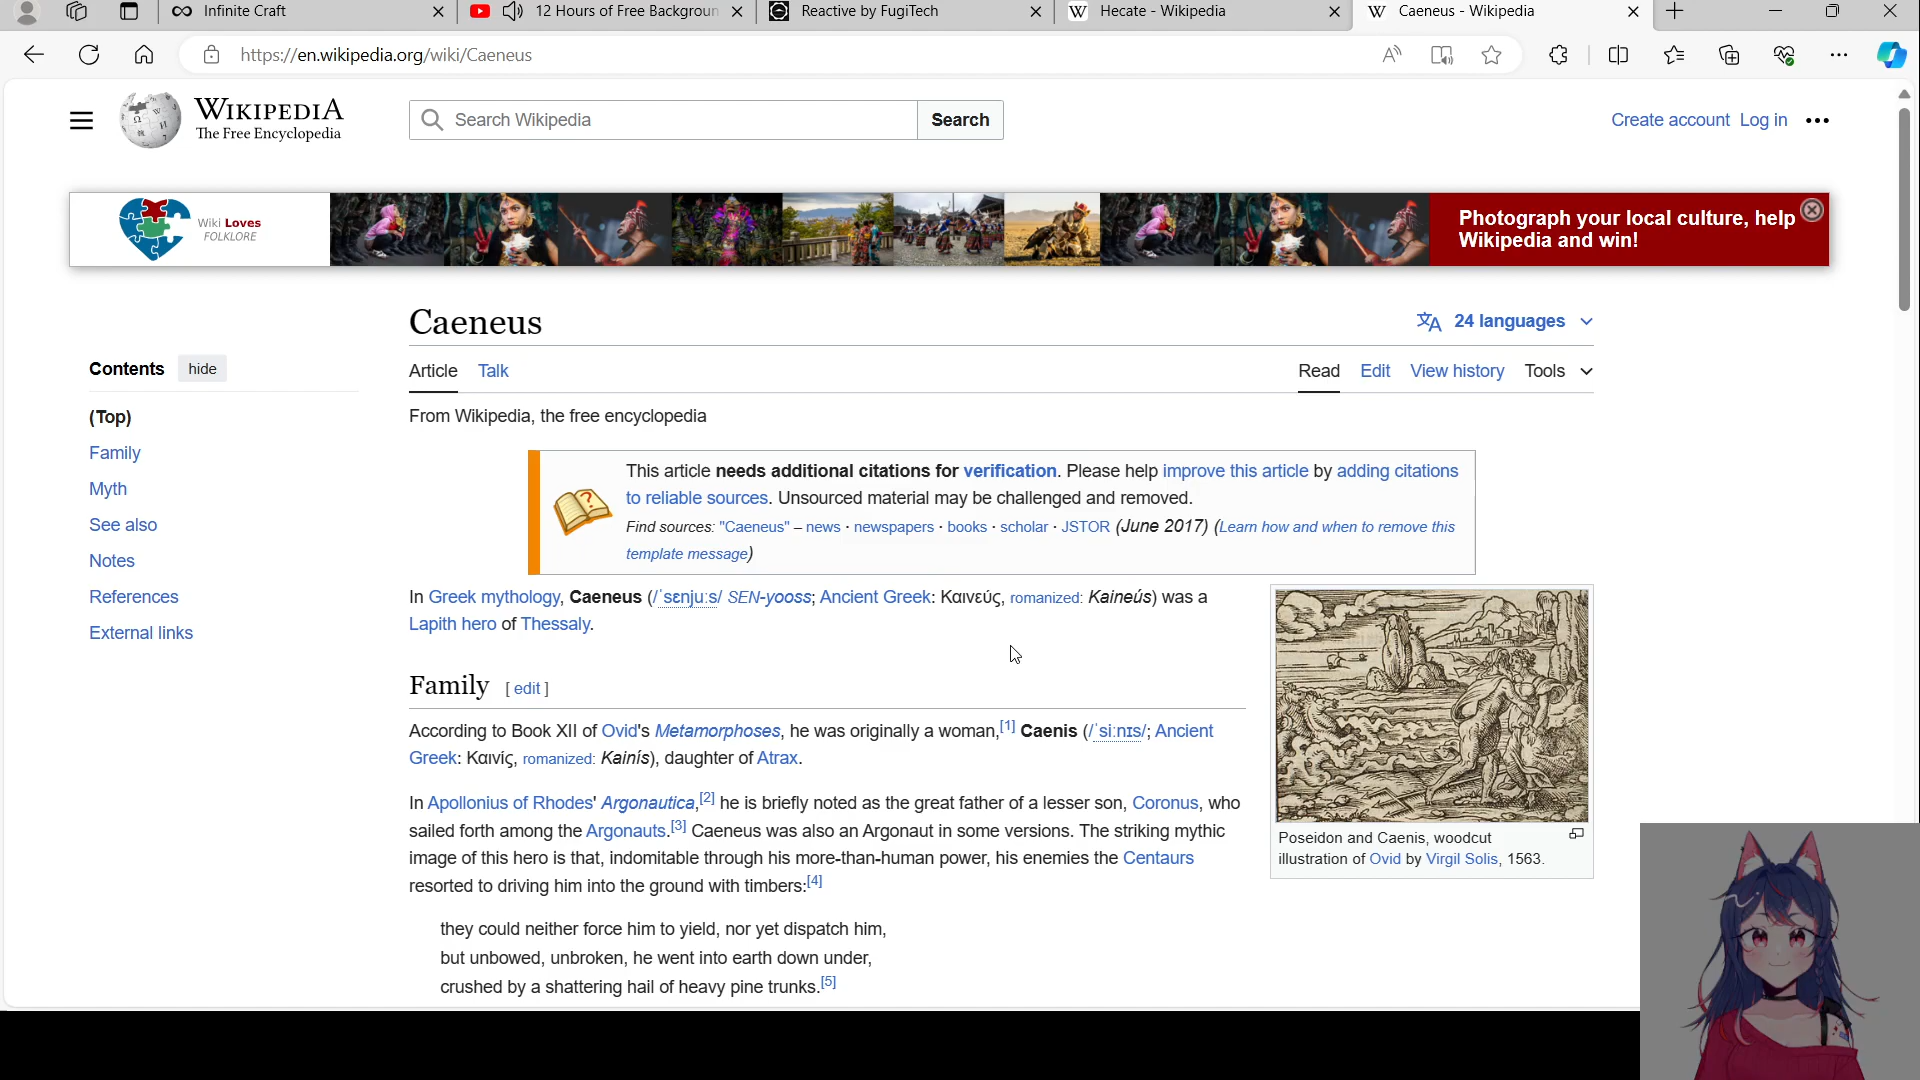 Infinite Craft
12 Hours of Free Backgroun
Reactive by FugiTech
Hecate - Wikipedia
Caeneus - Wikipedia
https://en.wikipedia.org/wiki/Caeneus
WIKIPEDIA
The Free Encyclopedia
Search Wikipedia
Search
Create account Log in
Wiki Loves
FOLKLORE
Photograph your local culture, help
Wikipedia and win!
Caeneus
24 languages
Contents hide
Article Talk
Read Edit View history Tools
(Top)
Family
Myth
See also
Notes
References
External links
From Wikipedia, the free encyclopedia
This article needs additional citations for verification. Please help improve this article by adding citations
to reliable sources. Unsourced material may be challenged and removed.
Find sources: "Caeneus" – news · newspapers · books · scholar · JSTOR (June 2017) (Learn how and when to remove this
template message)
In Greek mythology, Caeneus (/ˈsɛnjuːs/ SEN-yooss; Ancient Greek: Καινεύς, romanized: Kaineús) was a
Lapith hero of Thessaly.
Family [ edit ]
According to Book XII of Ovid's Metamorphoses, he was originally a woman,[1] Caenis (/ˈsiːnɪs/; Ancient
Greek: Καινίς, romanized: Kainís), daughter of Atrax.
In Apollonius of Rhodes' Argonautica,[2] he is briefly noted as the great father of a lesser son, Coronus, who
sailed forth among the Argonauts.[3] Caeneus was also an Argonaut in some versions. The striking mythic
image of this hero is that, indomitable through his more-than-human power, his enemies the Centaurs
resorted to driving him into the ground with timbers:[4]
they could neither force him to yield, nor yet dispatch him,
but unbowed, unbroken, he went into earth down under,
crushed by a shattering hail of heavy pine trunks.[5]
Poseidon and Caenis, woodcut
illustration of Ovid by Virgil Solis, 1563.